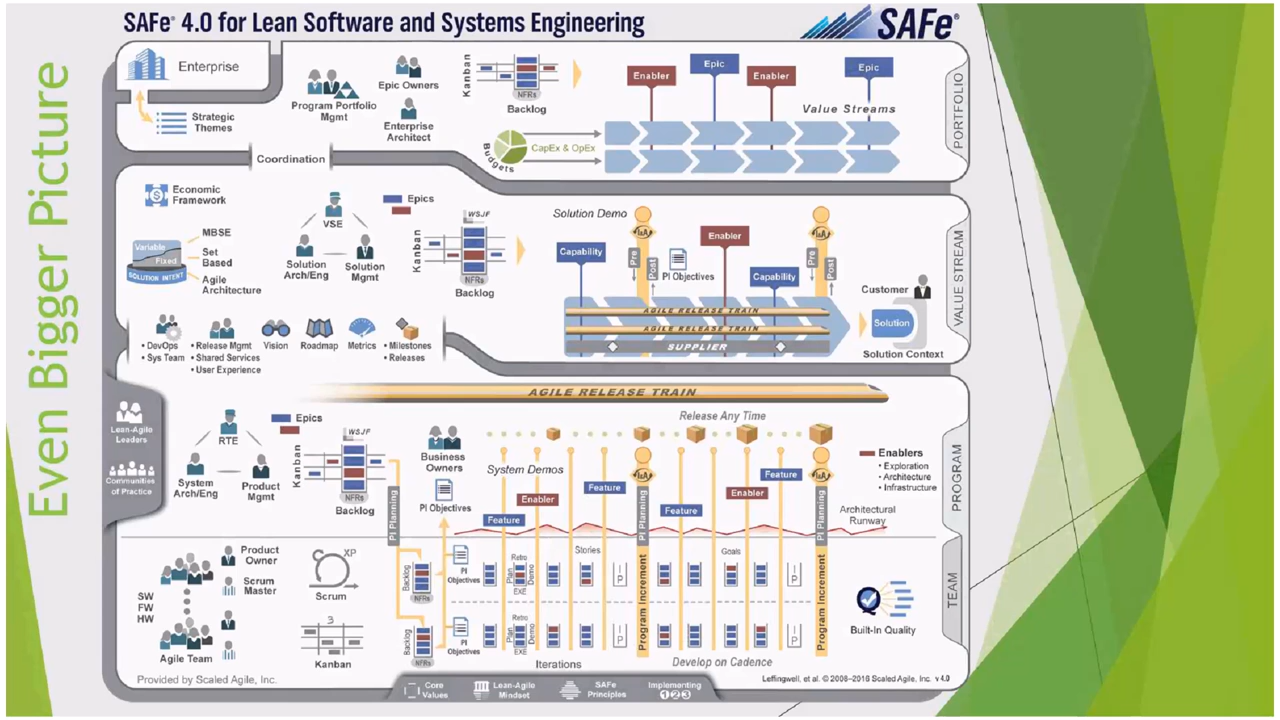 Even Bigger Picture
SAFe® 4.0 for Lean Software and Systems Engineering
SAFe®
Enterprise
Strategic
Themes
Program Portfolio
Mgmt
Epic Owners
Enterprise
Architect
Kanban
NFRs
Backlog
Enabler
Epic
Enabler
Epic
Value Streams
Budgets
CapEx & OpEx
PORTFOLIO
Coordination
Economic
Framework
Variable
Fixed
SOLUTION INTENT
MBSE
Set
Based
Agile
Architecture
VSE
Solution
Arch/Eng
Solution
Mgmt
Epics
Kanban
WSJF
NFRs
Backlog
Solution Demo
Capability
I&A
Pre
Post
PI Objectives
Enabler
Capability
I&A
Pre
Post
AGILE RELEASE TRAIN
AGILE RELEASE TRAIN
SUPPLIER
Customer
Solution
Solution Context
VALUE STREAM
• DevOps
• Sys Team
• Release Mgmt
• Shared Services
• User Experience
Vision
Roadmap
Metrics
• Milestones
• Releases
AGILE RELEASE TRAIN
Release Any Time
Lean-Agile
Leaders
Communities
of Practice
RTE
System
Arch/Eng
Product
Mgmt
Epics
Kanban
WSJF
NFRs
Backlog
Business
Owners
PI Objectives
PI Planning
System Demos
Feature
Enabler
Feature
I&A
PI Planning
Feature
Enabler
Feature
I&A
PI Planning
Enablers
• Exploration
• Architecture
• Infrastructure
Architectural
Runway
PROGRAM
SW
FW
HW
Agile Team
Product
Owner
Scrum
Master
XP
Scrum
3
Kanban
Backlog
NFRs
Backlog
NFRs
PI
Objectives
PI
Objectives
Plan
Retro
EXE
Demo
Plan
Retro
EXE
Demo
Stories
I
P
I
P
Program Increment
Goals
I
P
I
P
Program Increment
Iterations
Develop on Cadence
Built-In Quality
TEAM
Provided by Scaled Agile, Inc.
Core
Values
Lean-Agile
Mindset
SAFe
Principles
Implementing
1 2 3
Leffingwell, et al. © 2008–2016 Scaled Agile, Inc. v 4.0